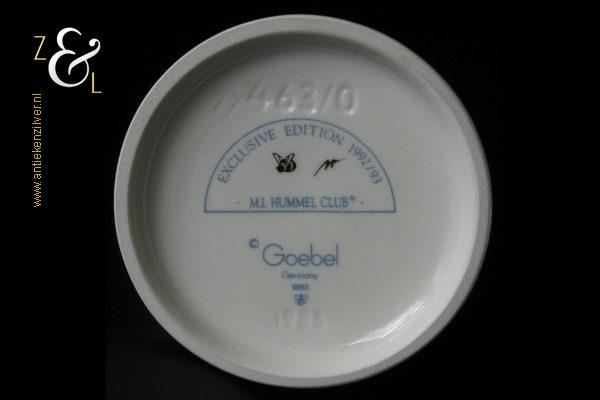 Z & L
www.antiekenzilver.nl
463/0
EXCLUSIVE EDITION 1992/93
· M.I. HUMMEL CLUB® ·
© Goebel
Germany
1985
1985